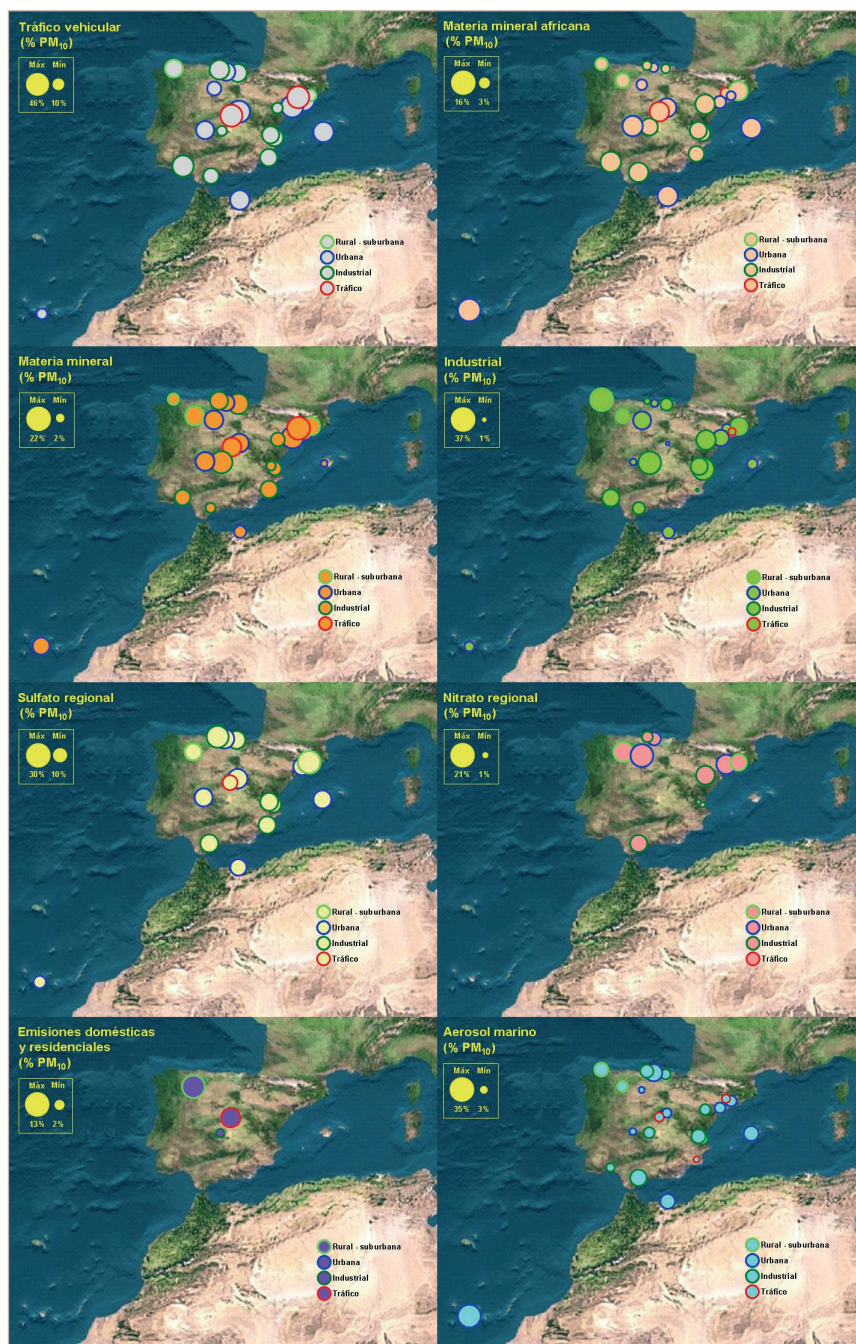 Tráfico vehicular
(% PM10)
Máx Mín
46% 10%
Rural - suburbana
Urbana
Industrial
Tráfico
Materia mineral africana
(% PM10)
Máx Mín
16% 3%
Rural - suburbana
Urbana
Industrial
Tráfico
Materia mineral
(% PM10)
Máx Mín
22% 2%
Rural - suburbana
Urbana
Industrial
Tráfico
Industrial
(% PM10)
Máx Mín
37% 1%
Rural - suburbana
Urbana
Industrial
Tráfico
Sulfato regional
(% PM10)
Máx Mín
30% 10%
Rural - suburbana
Urbana
Industrial
Tráfico
Nitrato regional
(% PM10)
Máx Mín
21% 1%
Rural - suburbana
Urbana
Industrial
Tráfico
Emisiones domésticas
y residenciales
(% PM10)
Máx Mín
13% 2%
Rural - suburbana
Urbana
Industrial
Tráfico
Aerosol marino
(% PM10)
Máx Mín
35% 3%
Rural - suburbana
Urbana
Industrial
Tráfico